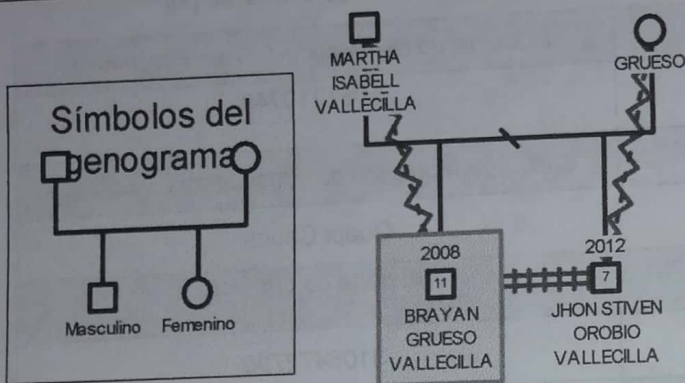 Símbolos del
genograma
Masculino
Femenino
MARTHA
ISABELL
VALLECILLA
GRUESO
2008
11
BRAYAN
GRUESO
VALLECILLA
2012
7
JHON STIVEN
OROBIO
VALLECILLA